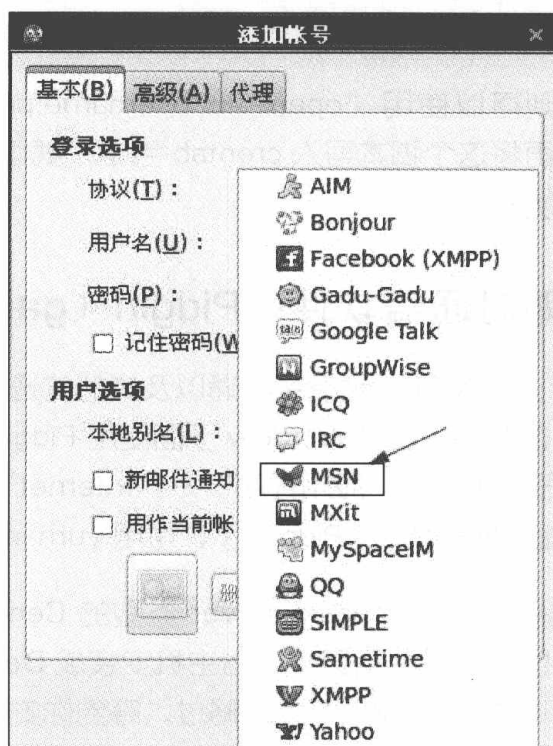 添加帐号
基本(B) 高级(A) 代理
登录选项
协议(T)：
用户名(U)：
密码(P)：
记住密码(W
用户选项
本地别名(L)：
新邮件通知
用作当前帐
删
AIM
Bonjour
Facebook (XMPP)
Gadu-Gadu
talk
Google Talk
GroupWise
ICQ
IRC
MSN
MXit
MySpaceIM
QQ
SIMPLE
Sametime
XMPP
Yahoo